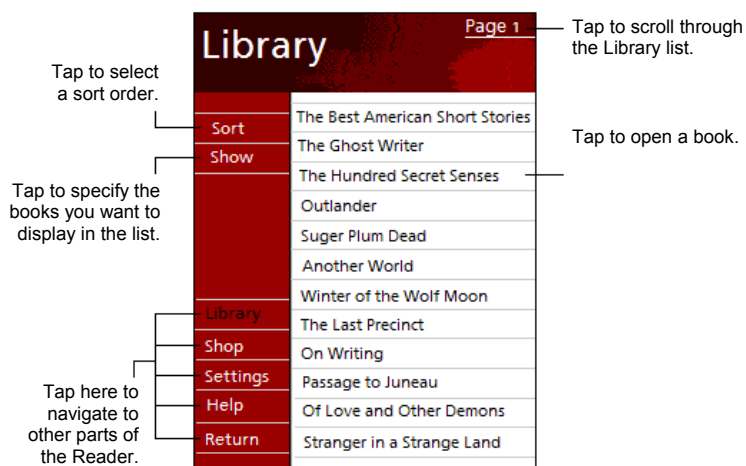 Library
Page 1
Tap to scroll through
the Library list.
Tap to select
a sort order.
Sort
Show
Tap to specify the
books you want to
display in the list.
The Best American Short Stories
The Ghost Writer
The Hundred Secret Senses
Outlander
Suger Plum Dead
Another World
Winter of the Wolf Moon
The Last Precinct
On Writing
Passage to Juneau
Of Love and Other Demons
Stranger in a Strange Land
Tap to open a book.
Library
Shop
Settings
Help
Return
Tap here to
navigate to
other parts of
the Reader.